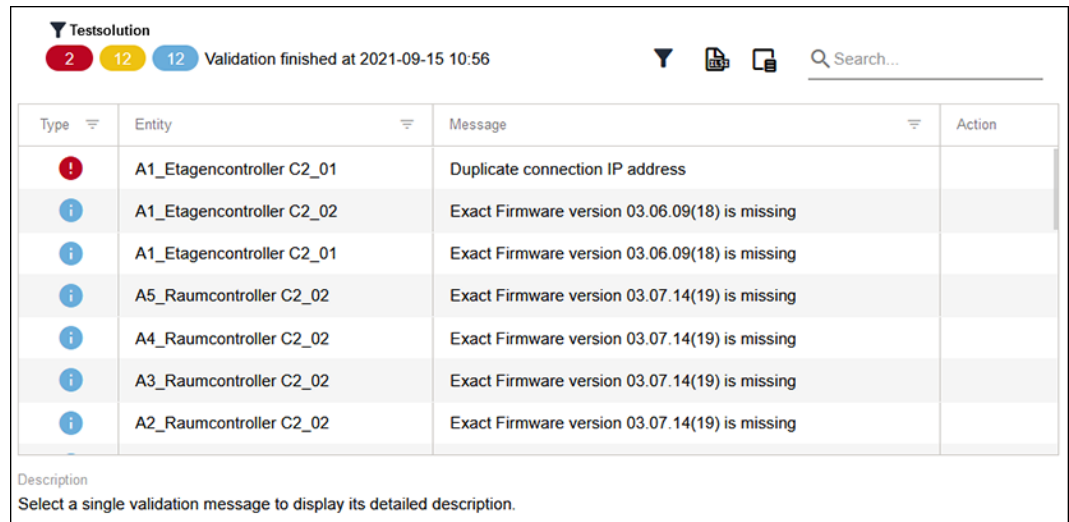 Testsolution
2 12 12 Validation finished at 2021-09-15 10:56 Search...
Type Entity Message Action
A1_Etagencontroller C2_01 Duplicate connection IP address
A1_Etagencontroller C2_02 Exact Firmware version 03.06.09(18) is missing
A1_Etagencontroller C2_01 Exact Firmware version 03.06.09(18) is missing
A5_Raumcontroller C2_02 Exact Firmware version 03.07.14(19) is missing
A4_Raumcontroller C2_02 Exact Firmware version 03.07.14(19) is missing
A3_Raumcontroller C2_02 Exact Firmware version 03.07.14(19) is missing
A2_Raumcontroller C2_02 Exact Firmware version 03.07.14(19) is missing
Description
Select a single validation message to display its detailed description.